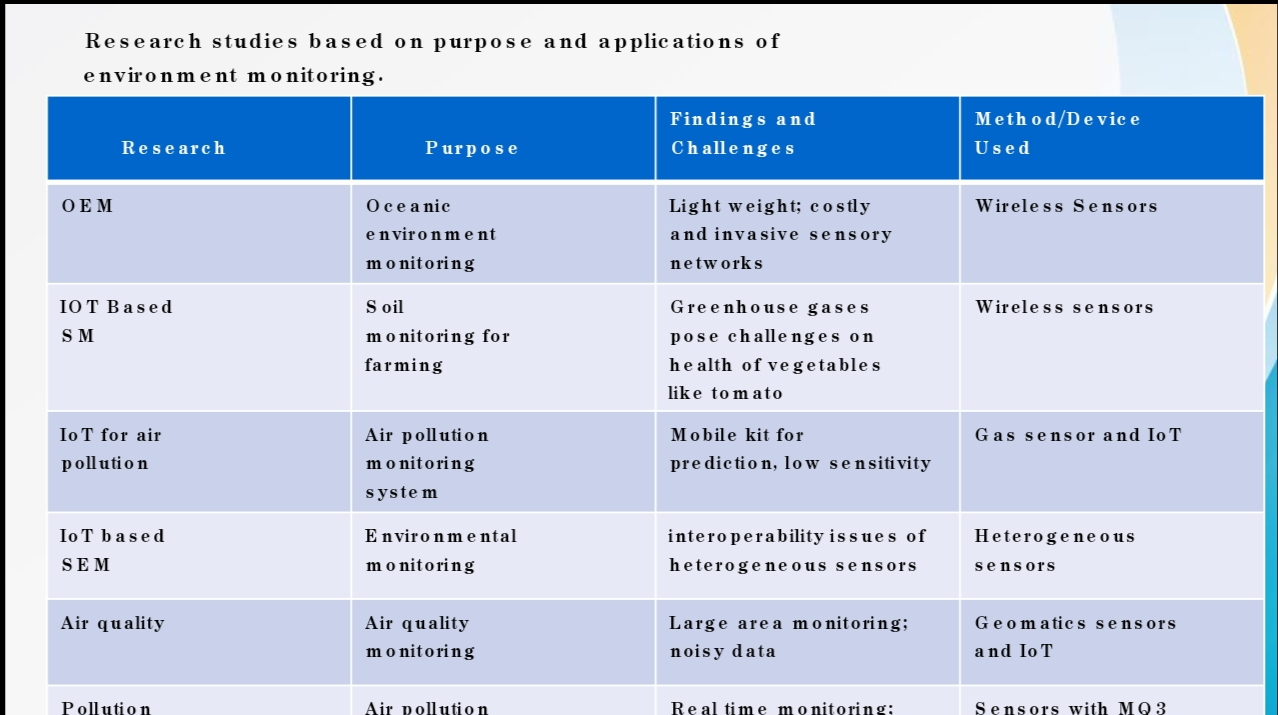 Research studies based on purpose and applications of
environment monitoring.
Research
Purpose
Findings and
Challenges
Method/Device
Used
OEM
Oceanic
environment
monitoring
Light weight; costly
and invasive sensory
networks
Wireless Sensors
IOT Based
SM
Soil
monitoring for
farming
Greenhouse gases
pose challenges on
health of vegetables
like tomato
Wireless sensors
IoT for air
pollution
Air pollution
monitoring
system
Mobile kit for
prediction, low sensitivity
Gas sensor and IoT
IoT based
SEM
Environmental
monitoring
interoperability issues of
heterogeneous sensors
Heterogeneous
sensors
Air quality
Air quality
monitoring
Large area monitoring;
noisy data
Geomatics sensors
and IoT
Pollution
Air pollution
Real time monitoring;
Sensors with MQ3